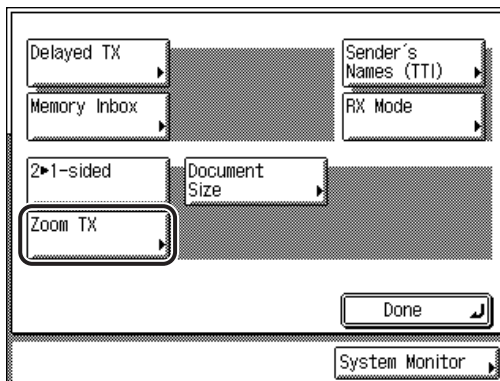 Delayed TX
Sender´s
Names (TTI)
Memory Inbox
RX Mode
2▶1-sided
Document
Size
Zoom TX
Done
System Monitor